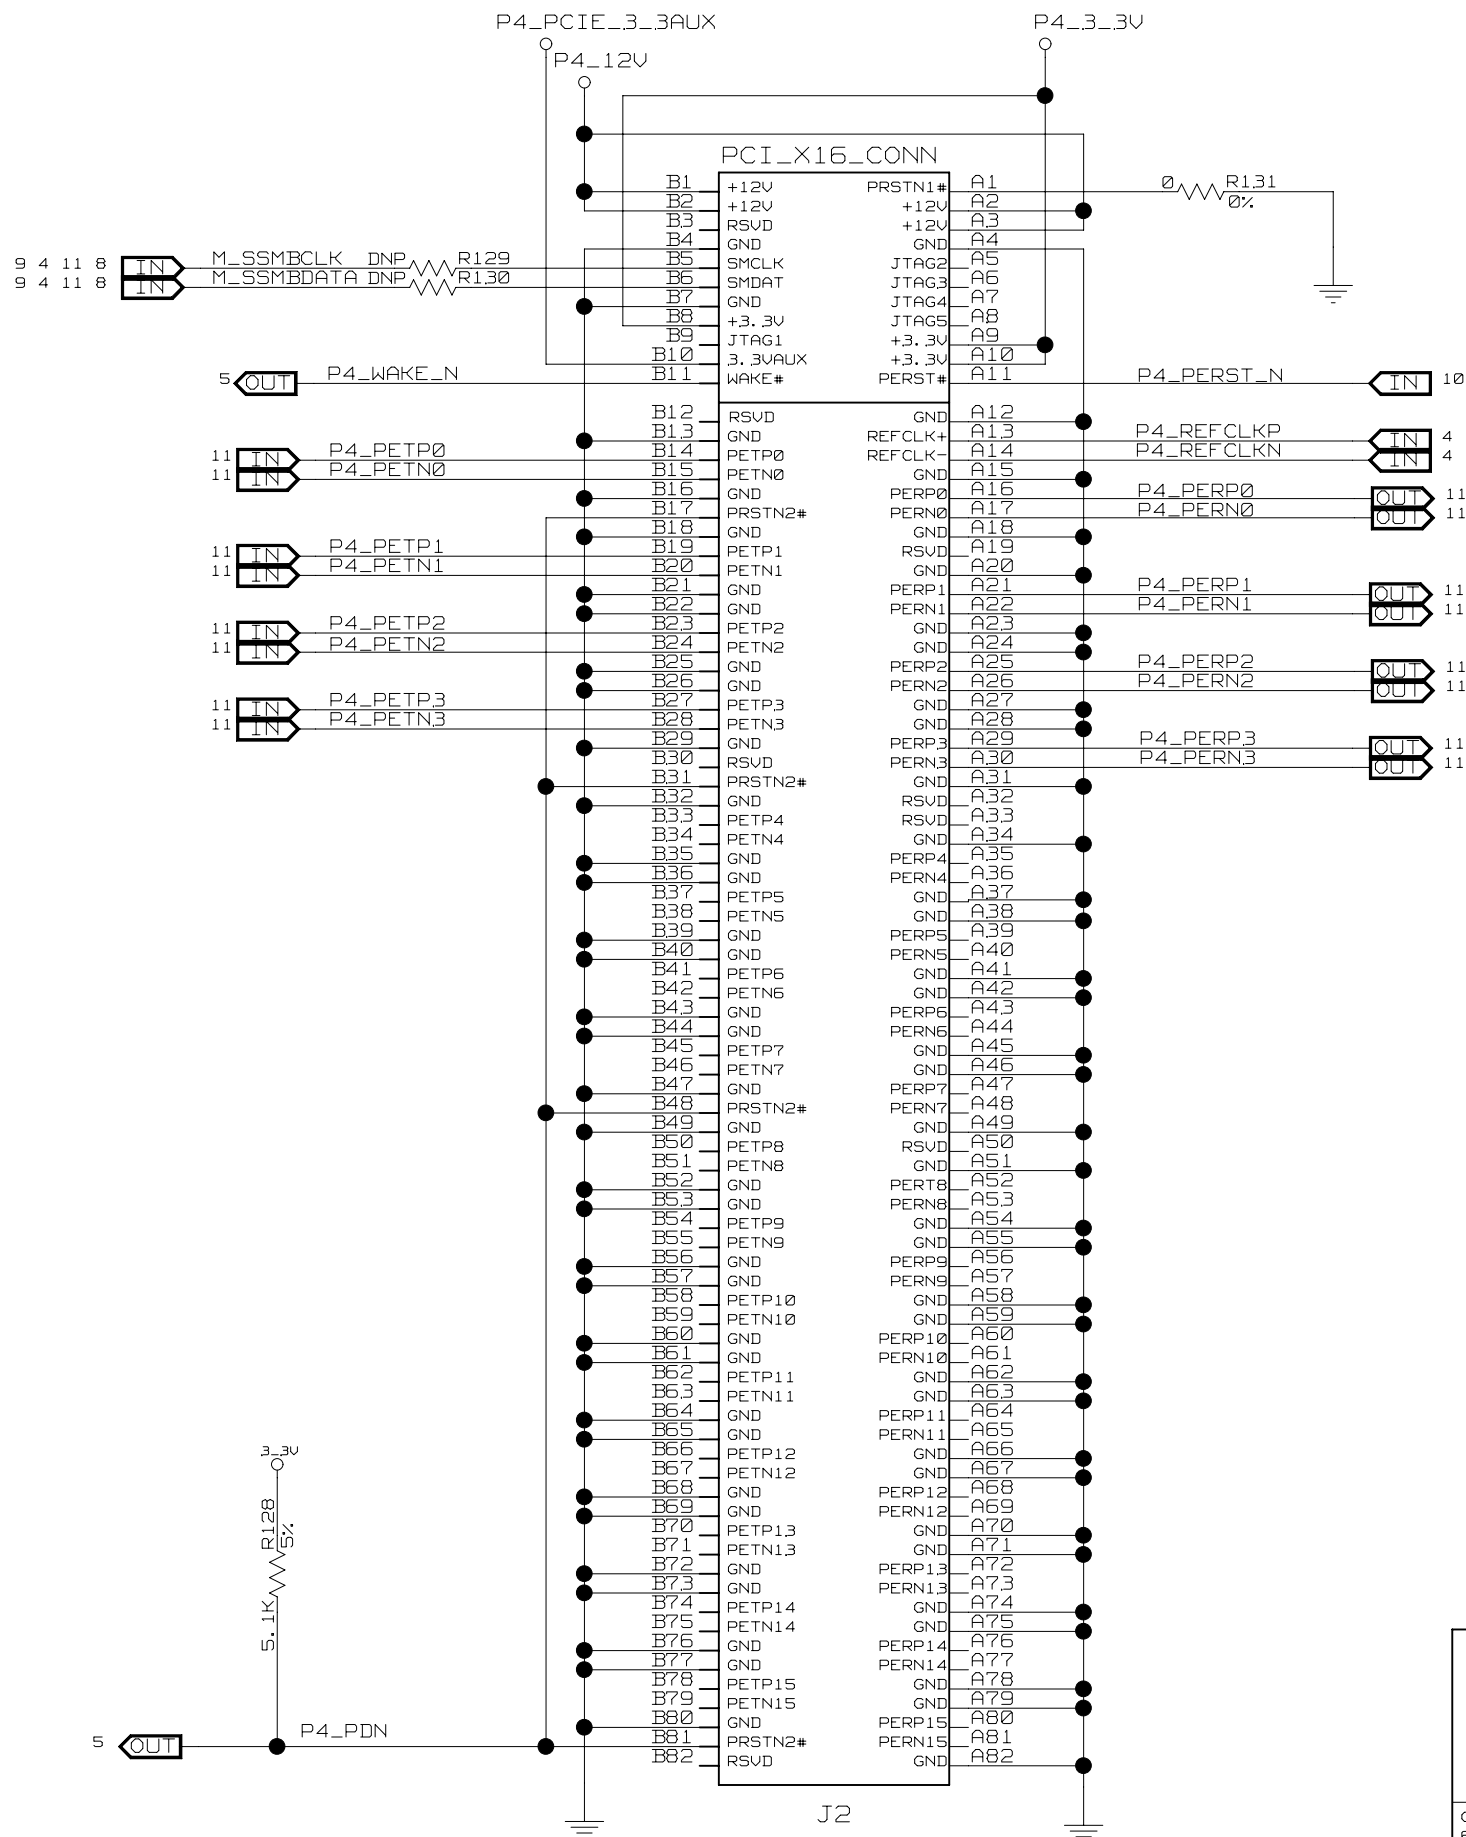 P4_PCIE_3_3AUX
P4_3_3V
P4_12V
PCI_X16_CONN
B1 +12V PRSTN1# A1 0 R131
B2 +12V +12V A2 0%
B3 RSVD +12V A3
B4 GND GND A4
9 4 11 8 IN M_SSMBCLK DNP R129 B5 SMCLK JTAG2 A5
9 4 11 8 IN M_SSMBDATA DNP R130 B6 SMDAT JTAG3 A6
B7 GND JTAG4 A7
B8 +3.3V JTAG5 A8
B9 JTAG1 +3.3V A9
B10 3.3VAUX +3.3V A10
5 OUT P4_WAKE_N B11 WAKE# PERST# A11 P4_PERST_N IN 10
B12 RSVD GND A12
B13 GND REFCLK+ A13 P4_REFCLKP IN 4
11 IN P4_PETP0 B14 PETP0 REFCLK- A14 P4_REFCLKN IN 4
11 IN P4_PETN0 B15 PETN0 GND A15
B16 GND PERP0 A16 P4_PERP0 OUT 11
B17 PRSTN2# PERN0 A17 P4_PERN0 OUT 11
B18 GND GND A18
11 IN P4_PETP1 B19 PETP1 RSVD A19
11 IN P4_PETN1 B20 PETN1 GND A20
B21 GND PERP1 A21 P4_PERP1 OUT 11
B22 GND PERN1 A22 P4_PERN1 OUT 11
11 IN P4_PETP2 B23 PETP2 GND A23
11 IN P4_PETN2 B24 PETN2 GND A24
B25 GND PERP2 A25 P4_PERP2 OUT 11
B26 GND PERN2 A26 P4_PERN2 OUT 11
11 IN P4_PETP3 B27 PETP3 GND A27
11 IN P4_PETN3 B28 PETN3 GND A28
B29 GND PERP3 A29 P4_PERP3 OUT 11
B30 RSVD PERN3 A30 P4_PERN3 OUT 11
B31 PRSTN2# GND A31
B32 GND RSVD A32
B33 PETP4 RSVD A33
B34 PETN4 GND A34
B35 GND PERP4 A35
B36 GND PERN4 A36
B37 PETP5 GND A37
B38 PETN5 GND A38
B39 GND PERP5 A39
B40 GND PERN5 A40
B41 PETP6 GND A41
B42 PETN6 GND A42
B43 GND PERP6 A43
B44 GND PERN6 A44
B45 PETP7 GND A45
B46 PETN7 GND A46
B47 GND PERP7 A47
B48 PRSTN2# PERN7 A48
B49 GND GND A49
B50 PETP8 RSVD A50
B51 PETN8 GND A51
B52 GND PERT8 A52
B53 GND PERN8 A53
B54 PETP9 GND A54
B55 PETN9 GND A55
B56 GND PERP9 A56
B57 GND PERN9 A57
B58 PETP10 GND A58
B59 PETN10 GND A59
B60 GND PERP10 A60
B61 GND PERN10 A61
B62 PETP11 GND A62
B63 PETN11 GND A63
B64 GND PERP11 A64
B65 GND PERN11 A65
3_3V B66 PETP12 GND A66
B67 PETN12 GND A67
B68 GND PERP12 A68
B69 GND PERN12 A69
R128 5% B70 PETP13 GND A70
B71 PETN13 GND A71
B72 GND PERP13 A72
B73 GND PERN13 A73
5.1K B74 PETP14 GND A74
B75 PETN14 GND A75
B76 GND PERP14 A76
B77 GND PERN14 A77
B78 PETP15 GND A78
B79 PETN15 GND A79
B80 GND PERP15 A80
5 OUT P4_PDN B81 PRSTN2# PERN15 A81
B82 RSVD GND A82
J2